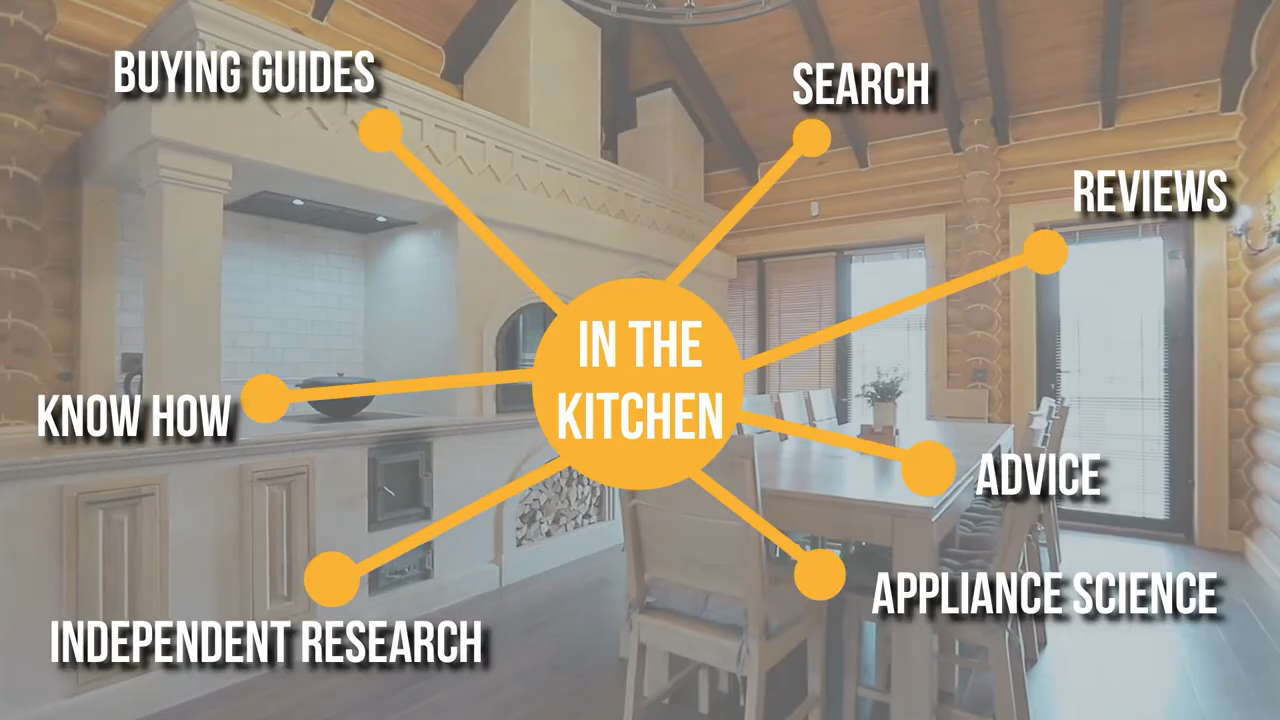 BUYING GUIDES
SEARCH
REVIEWS
IN THE
KITCHEN
KNOW HOW
ADVICE
APPLIANCE SCIENCE
INDEPENDENT RESEARCH